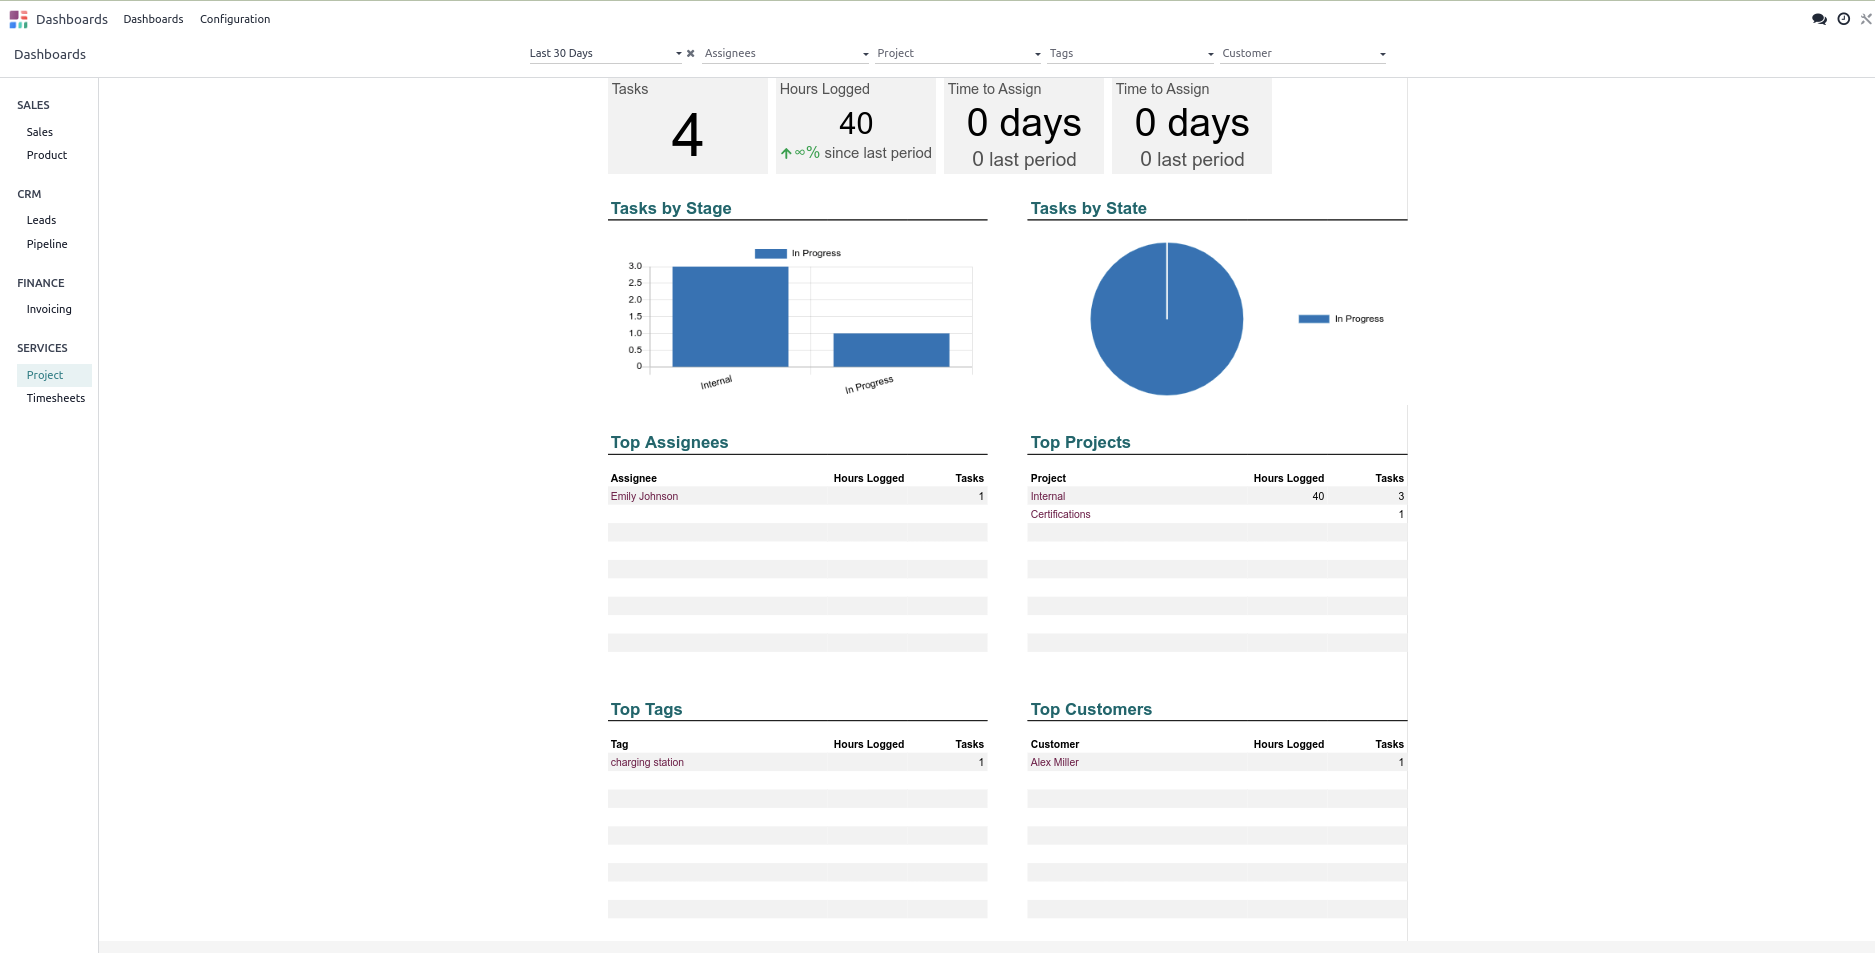 Dashboards Dashboards Configuration
Dashboards
Last 30 Days Assignees Project Tags Customer
SALES
Sales
Product
CRM
Leads
Pipeline
FINANCE
Invoicing
SERVICES
Project
Timesheets
Tasks
4
Hours Logged
40
∞% since last period
Time to Assign
0 days
0 last period
Time to Assign
0 days
0 last period
Tasks by Stage
In Progress
3.0
2.5
2.0
1.5
1.0
0.5
0
Internal
In Progress
Tasks by State
In Progress
Top Assignees
Assignee Hours Logged Tasks
Emily Johnson 1
Top Projects
Project Hours Logged Tasks
Internal 40 3
Certifications 1
Top Tags
Tag Hours Logged Tasks
charging station 1
Top Customers
Customer Hours Logged Tasks
Alex Miller 1